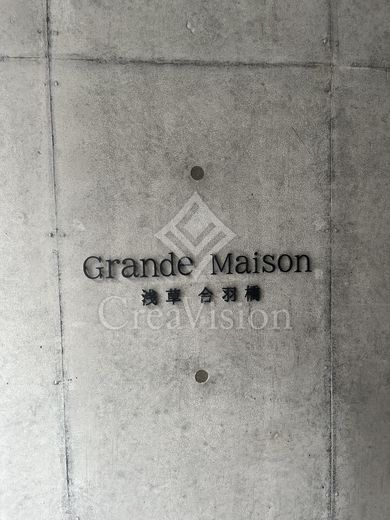 Grande Maison
浅草 合羽橋
CreaVision